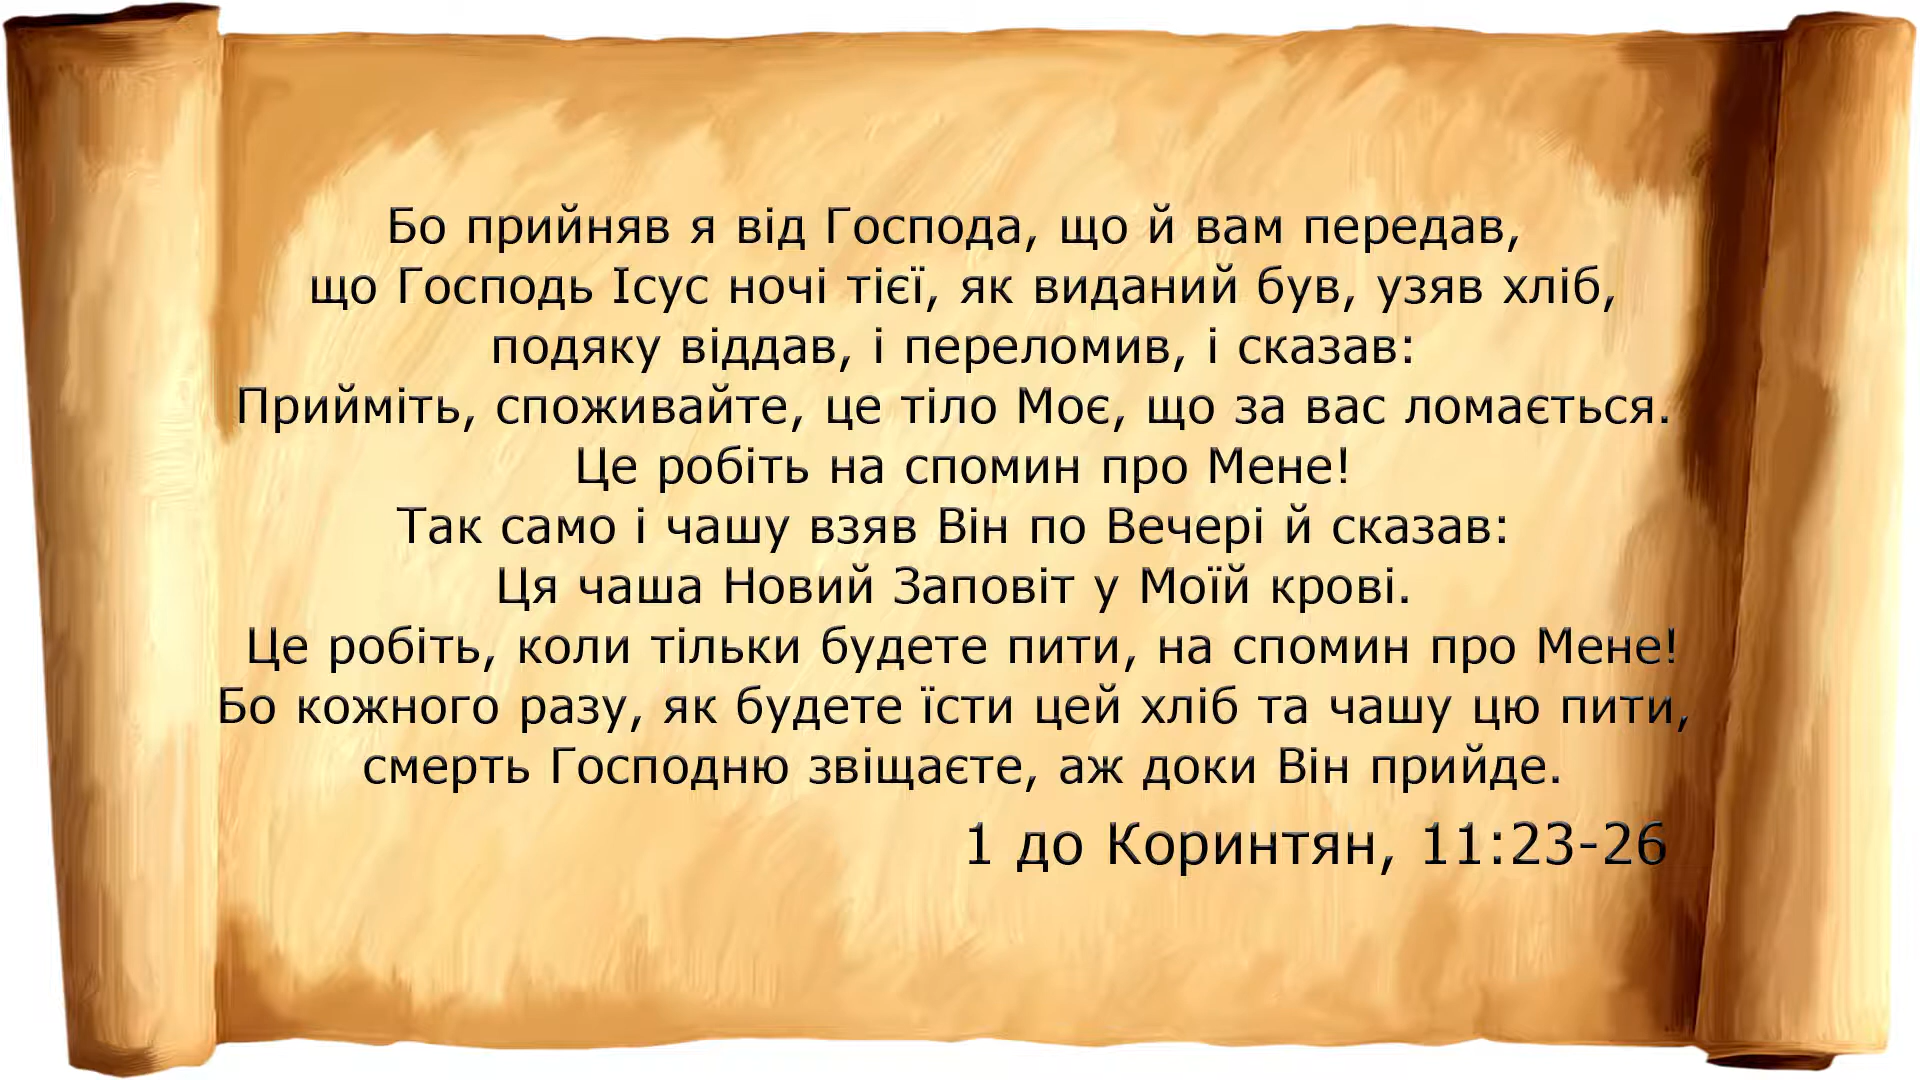 Бо прийняв я від Господа, що й вам передав,
що Господь Ісус ночі тієї, як виданий був, узяв хліб,
подяку віддав, і переломив, і сказав:
Прийміть, споживайте, це тіло Моє, що за вас ломається.
Це робіть на спомин про Мене!
Так само і чашу взяв Він по Вечері й сказав:
Ця чаша Новий Заповіт у Моїй крові.
Це робіть, коли тільки будете пити, на спомин про Мене!
Бо кожного разу, як будете їсти цей хліб та чашу цю пити,
смерть Господню звіщаєте, аж доки Він прийде.
1 до Коринтян, 11:23-26